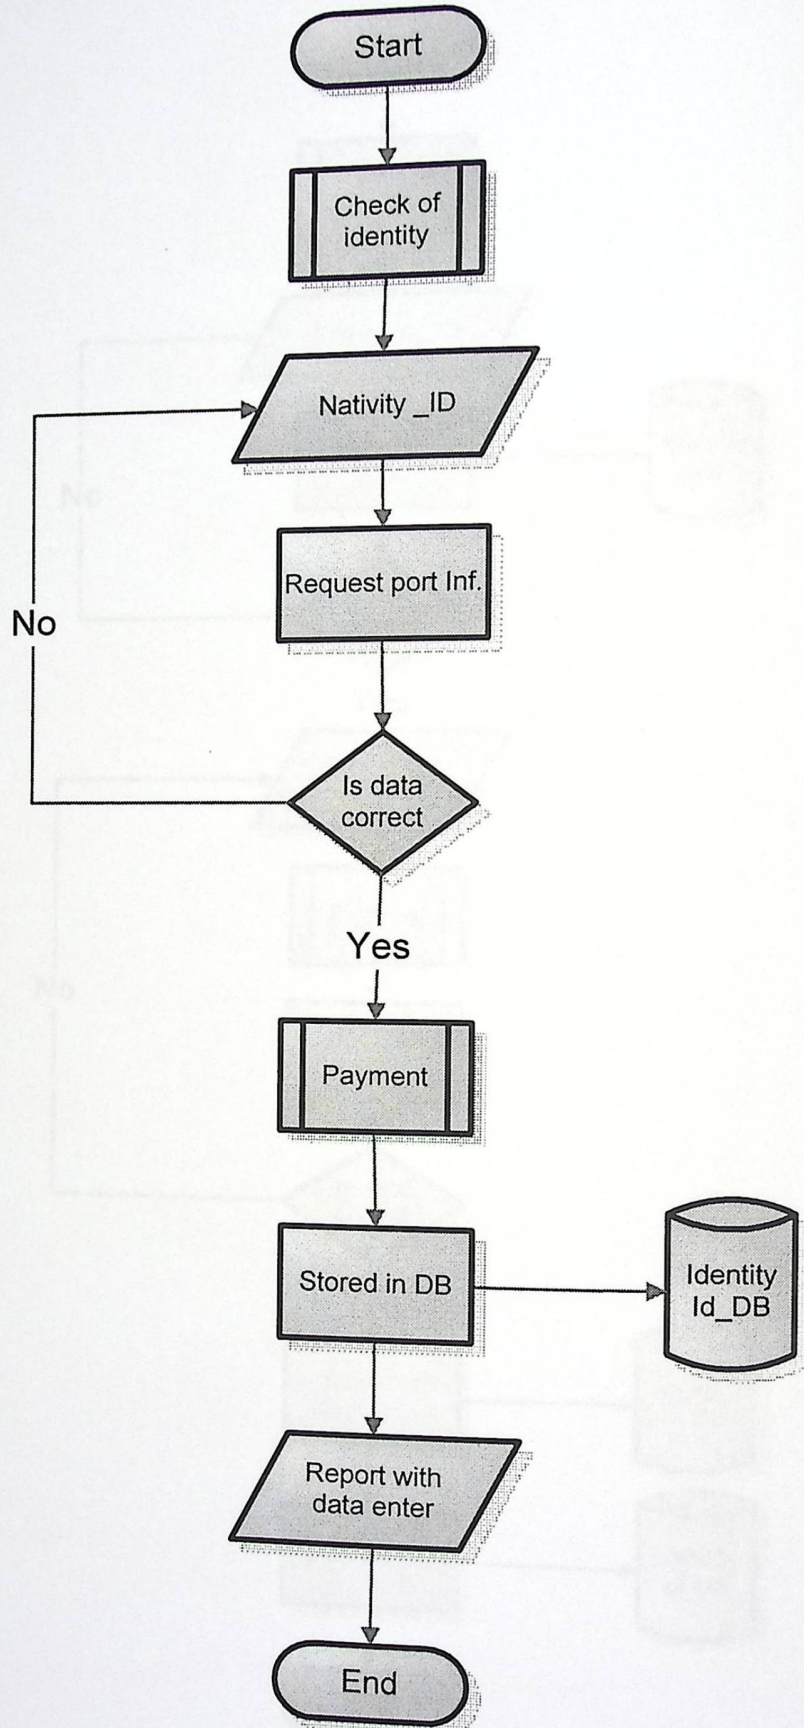 Start
Check of
identity
Nativity _ID
Request port Inf.
No
Is data
correct
Yes
Payment
Stored in DB
Identity
Id_DB
Report with
data enter
End